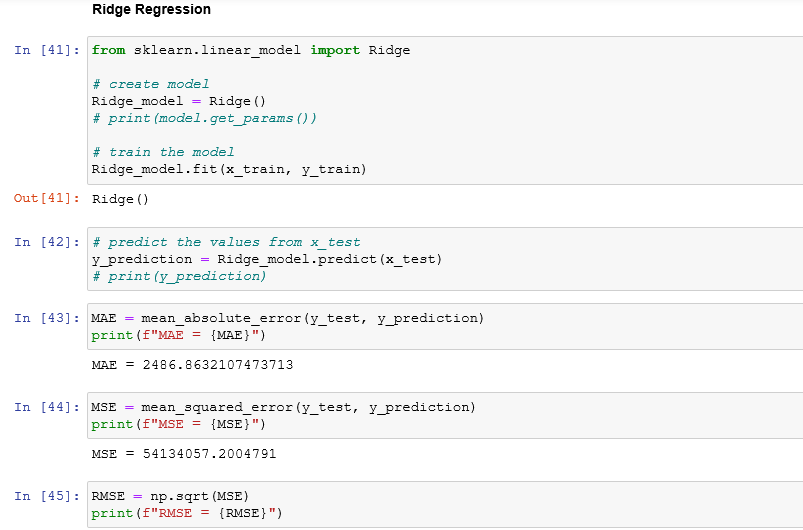 Ridge Regression
In [41]: from sklearn.linear_model import Ridge
# create model
Ridge_model = Ridge()
# print(model.get_params())
# train the model
Ridge_model.fit(x_train, y_train)
Out[41]: Ridge()
In [42]: # predict the values from x_test
y_prediction = Ridge_model.predict(x_test)
# print(y_prediction)
In [43]: MAE = mean_absolute_error(y_test, y_prediction)
print(f"MAE = {MAE}")
MAE = 2486.8632107473713
In [44]: MSE = mean_squared_error(y_test, y_prediction)
print(f"MSE = {MSE}")
MSE = 54134057.2004791
In [45]: RMSE = np.sqrt(MSE)
print(f"RMSE = {RMSE}")